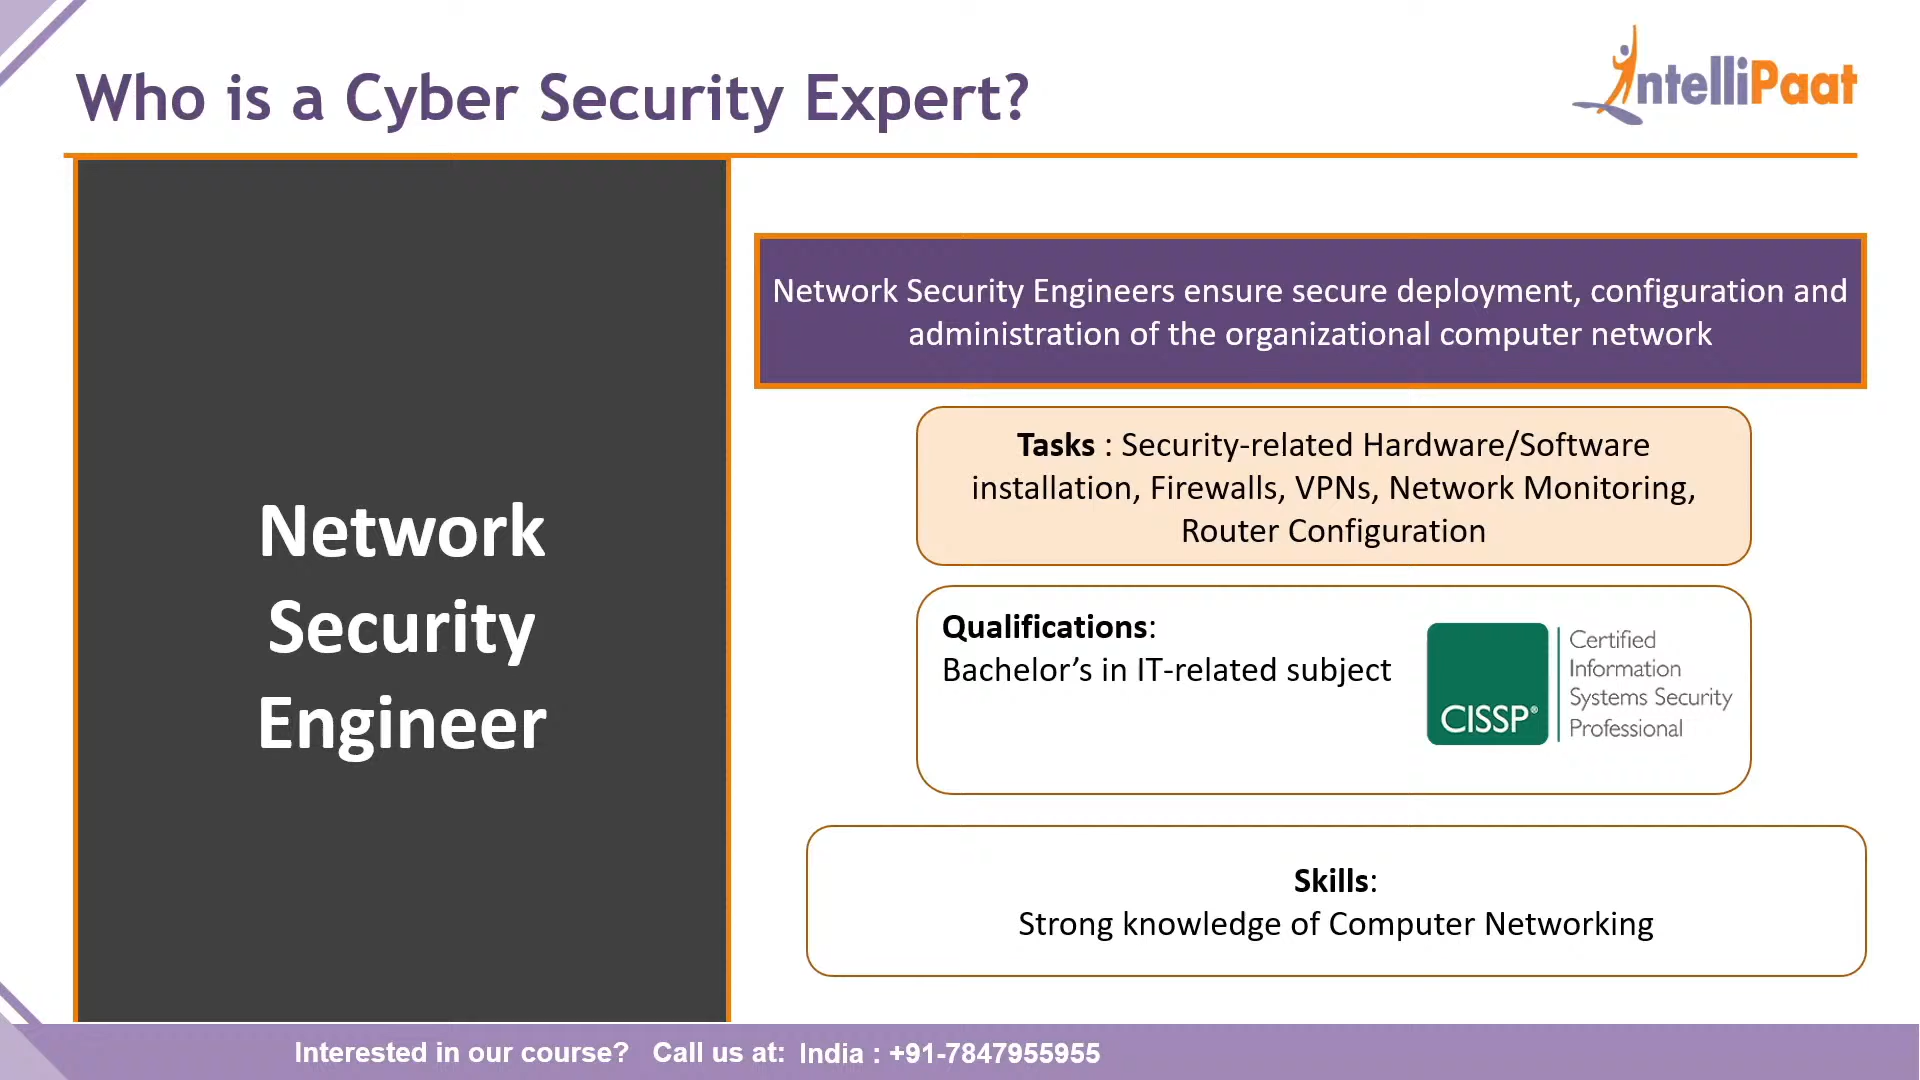 Who is a Cyber Security Expert?
IntelliPaat
Network
Security
Engineer
Network Security Engineers ensure secure deployment, configuration and
administration of the organizational computer network
Tasks : Security-related Hardware/Software
installation, Firewalls, VPNs, Network Monitoring,
Router Configuration
Qualifications:
Bachelor’s in IT-related subject
CISSP®
Certified
Information
Systems Security
Professional
Skills:
Strong knowledge of Computer Networking
Interested in our course? Call us at: India : +91-7847955955